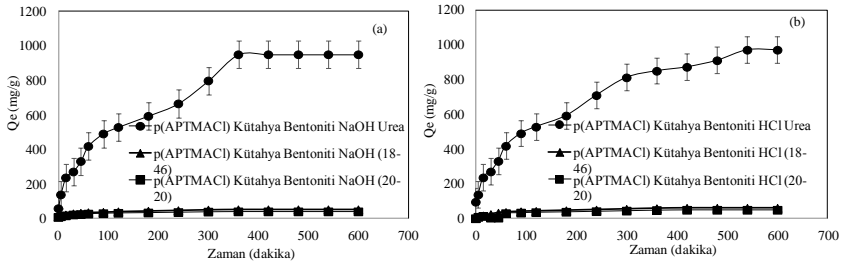 (a)
Qe (mg/g)
1200
1000
800
600
400
200
0
p(APTMACl) Kütahya Bentoniti NaOH Urea
p(APTMACl) Kütahya Bentoniti NaOH (18-
46)
p(APTMACl) Kütahya Bentoniti NaOH (20-
20)
0 100 200 300 400 500 600 700
Zaman (dakika)
(b)
Qe (mg/g)
1200
1000
800
600
400
200
0
p(APTMACl) Kütahya Bentoniti HCl Urea
p(APTMACl) Kütahya Bentoniti HCl (18-
46)
p(APTMACl) Kütahya Bentoniti HCl (20-
20)
0 100 200 300 400 500 600 700
Zaman (dakika)